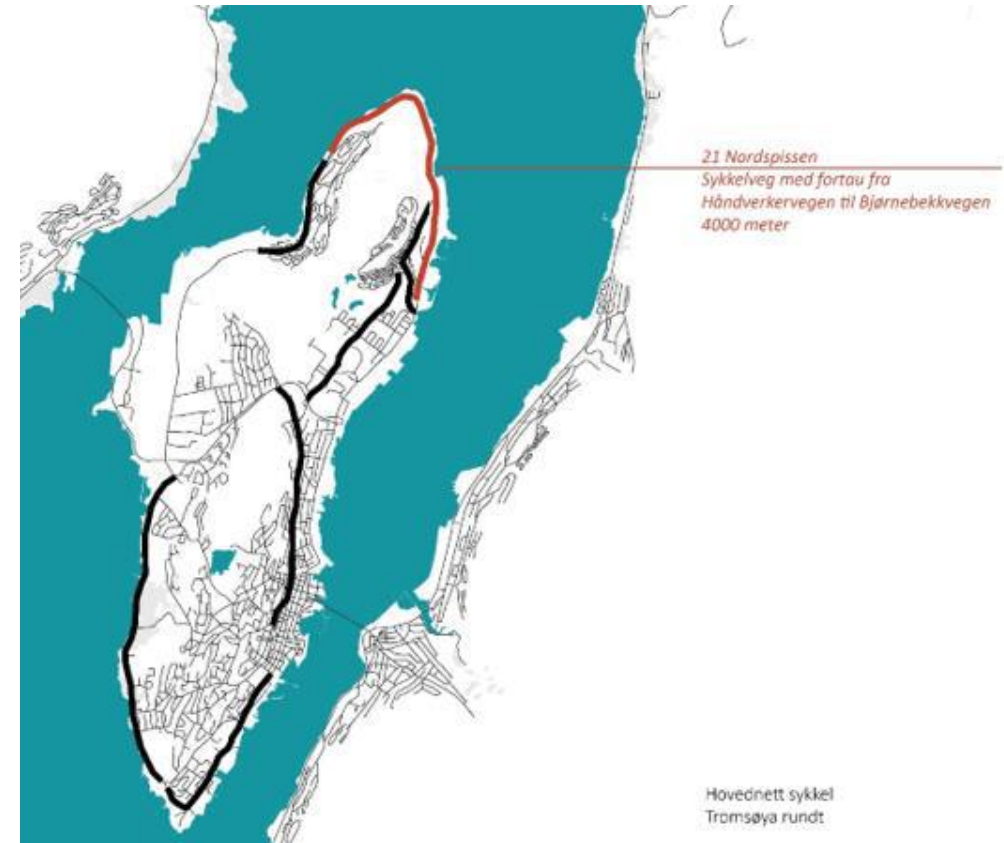 21 Nordspissen
Sykkelveg med fortau fra
Håndverkervegen til Bjørnebekkvegen
4000 meter
Hovednett sykkel
Tromsøya rundt